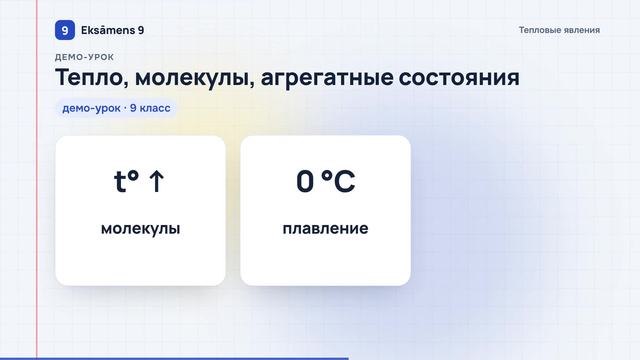 9 Eksāmens 9
Тепловые явления
ДЕМО-УРОК
Тепло, молекулы, агрегатные состояния
демо-урок · 9 класс
t° ↑
молекулы
0 °C
плавление